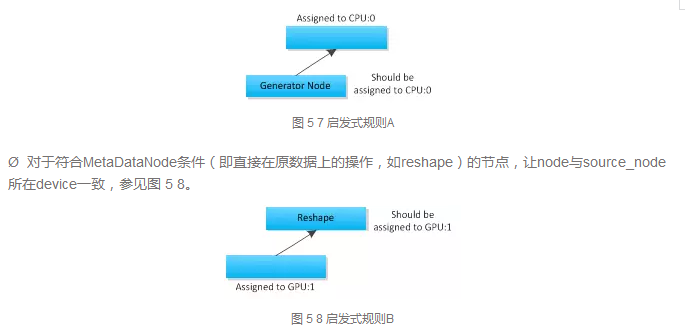 Assigned to CPU:0
Generator Node
Should be
assigned to CPU:0
图 5 7 启发式规则A
Ø 对于符合MetaDataNode条件（即直接在原数据上的操作，如reshape）的节点，让node与source_node
所在device一致，参见图 5 8。
Reshape
Should be
assigned to GPU:1
Assigned to GPU:1
图 5 8 启发式规则B